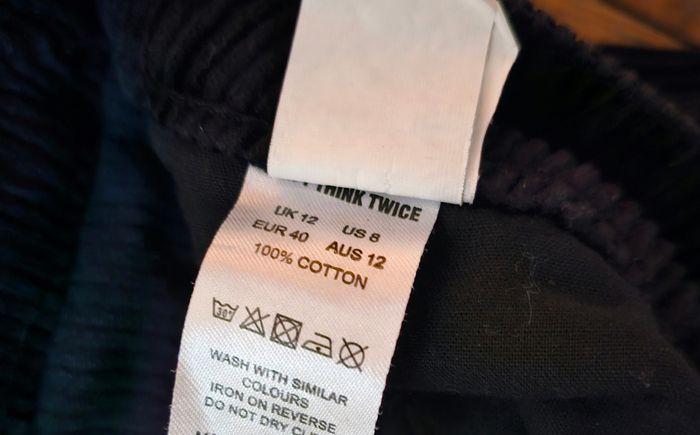 THINK TWICE
UK 12 US 8
EUR 40 AUS 12
100% COTTON
30°
WASH WITH SIMILAR
COLOURS
IRON ON REVERSE
DO NOT DRY